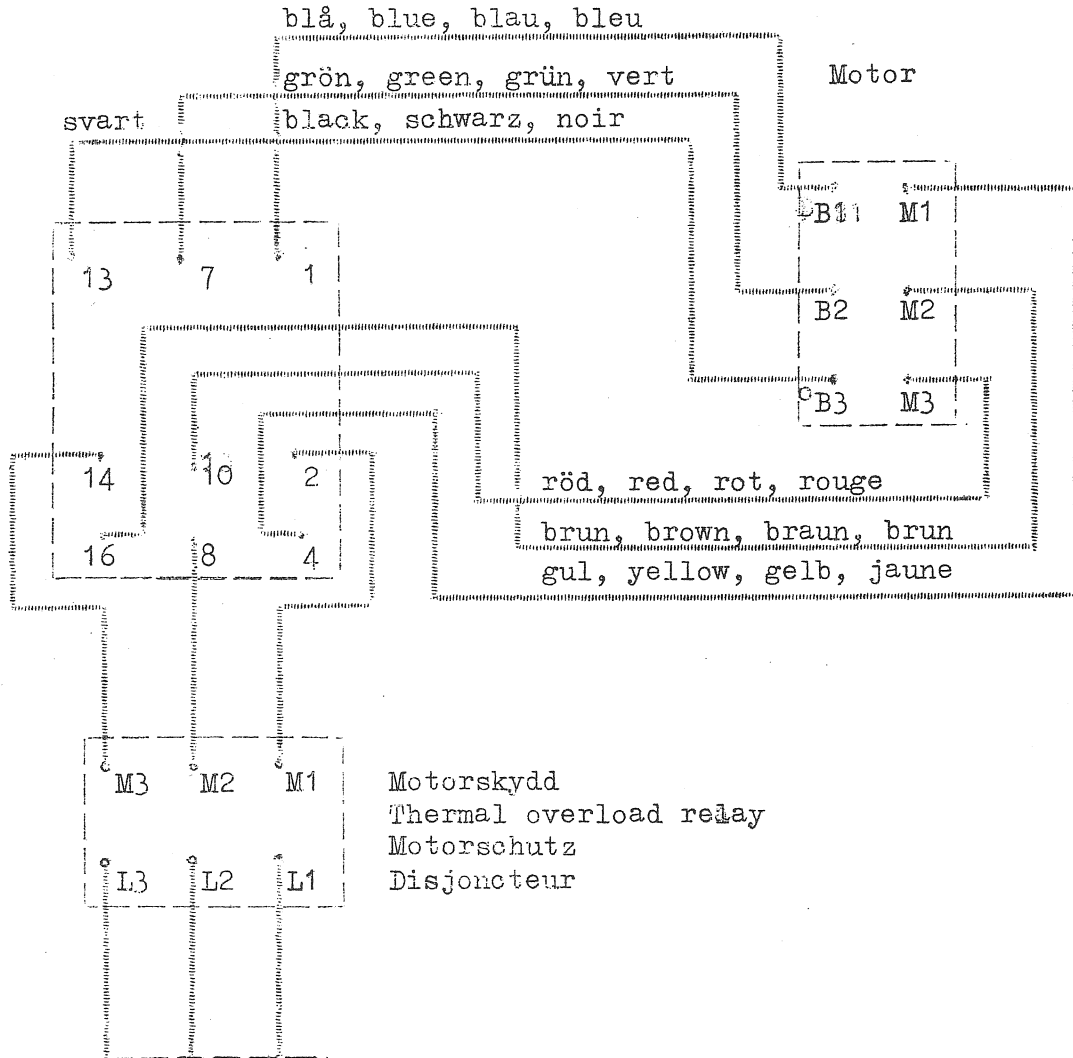 blå, blue, blau, bleu
grön, green, grün, vert
Motor
svart
black, schwarz, noir
B1 M1
13 7 1
B2 M2
B3 M3
14 10 2
röd, red, rot, rouge
brun, brown, braun, brun
16 8 4
gul, yellow, gelb, jaune
M3 M2 M1
Motorskydd
Thermal overload relay
Motorschutz
L3 L2 L1
Disjoncteur